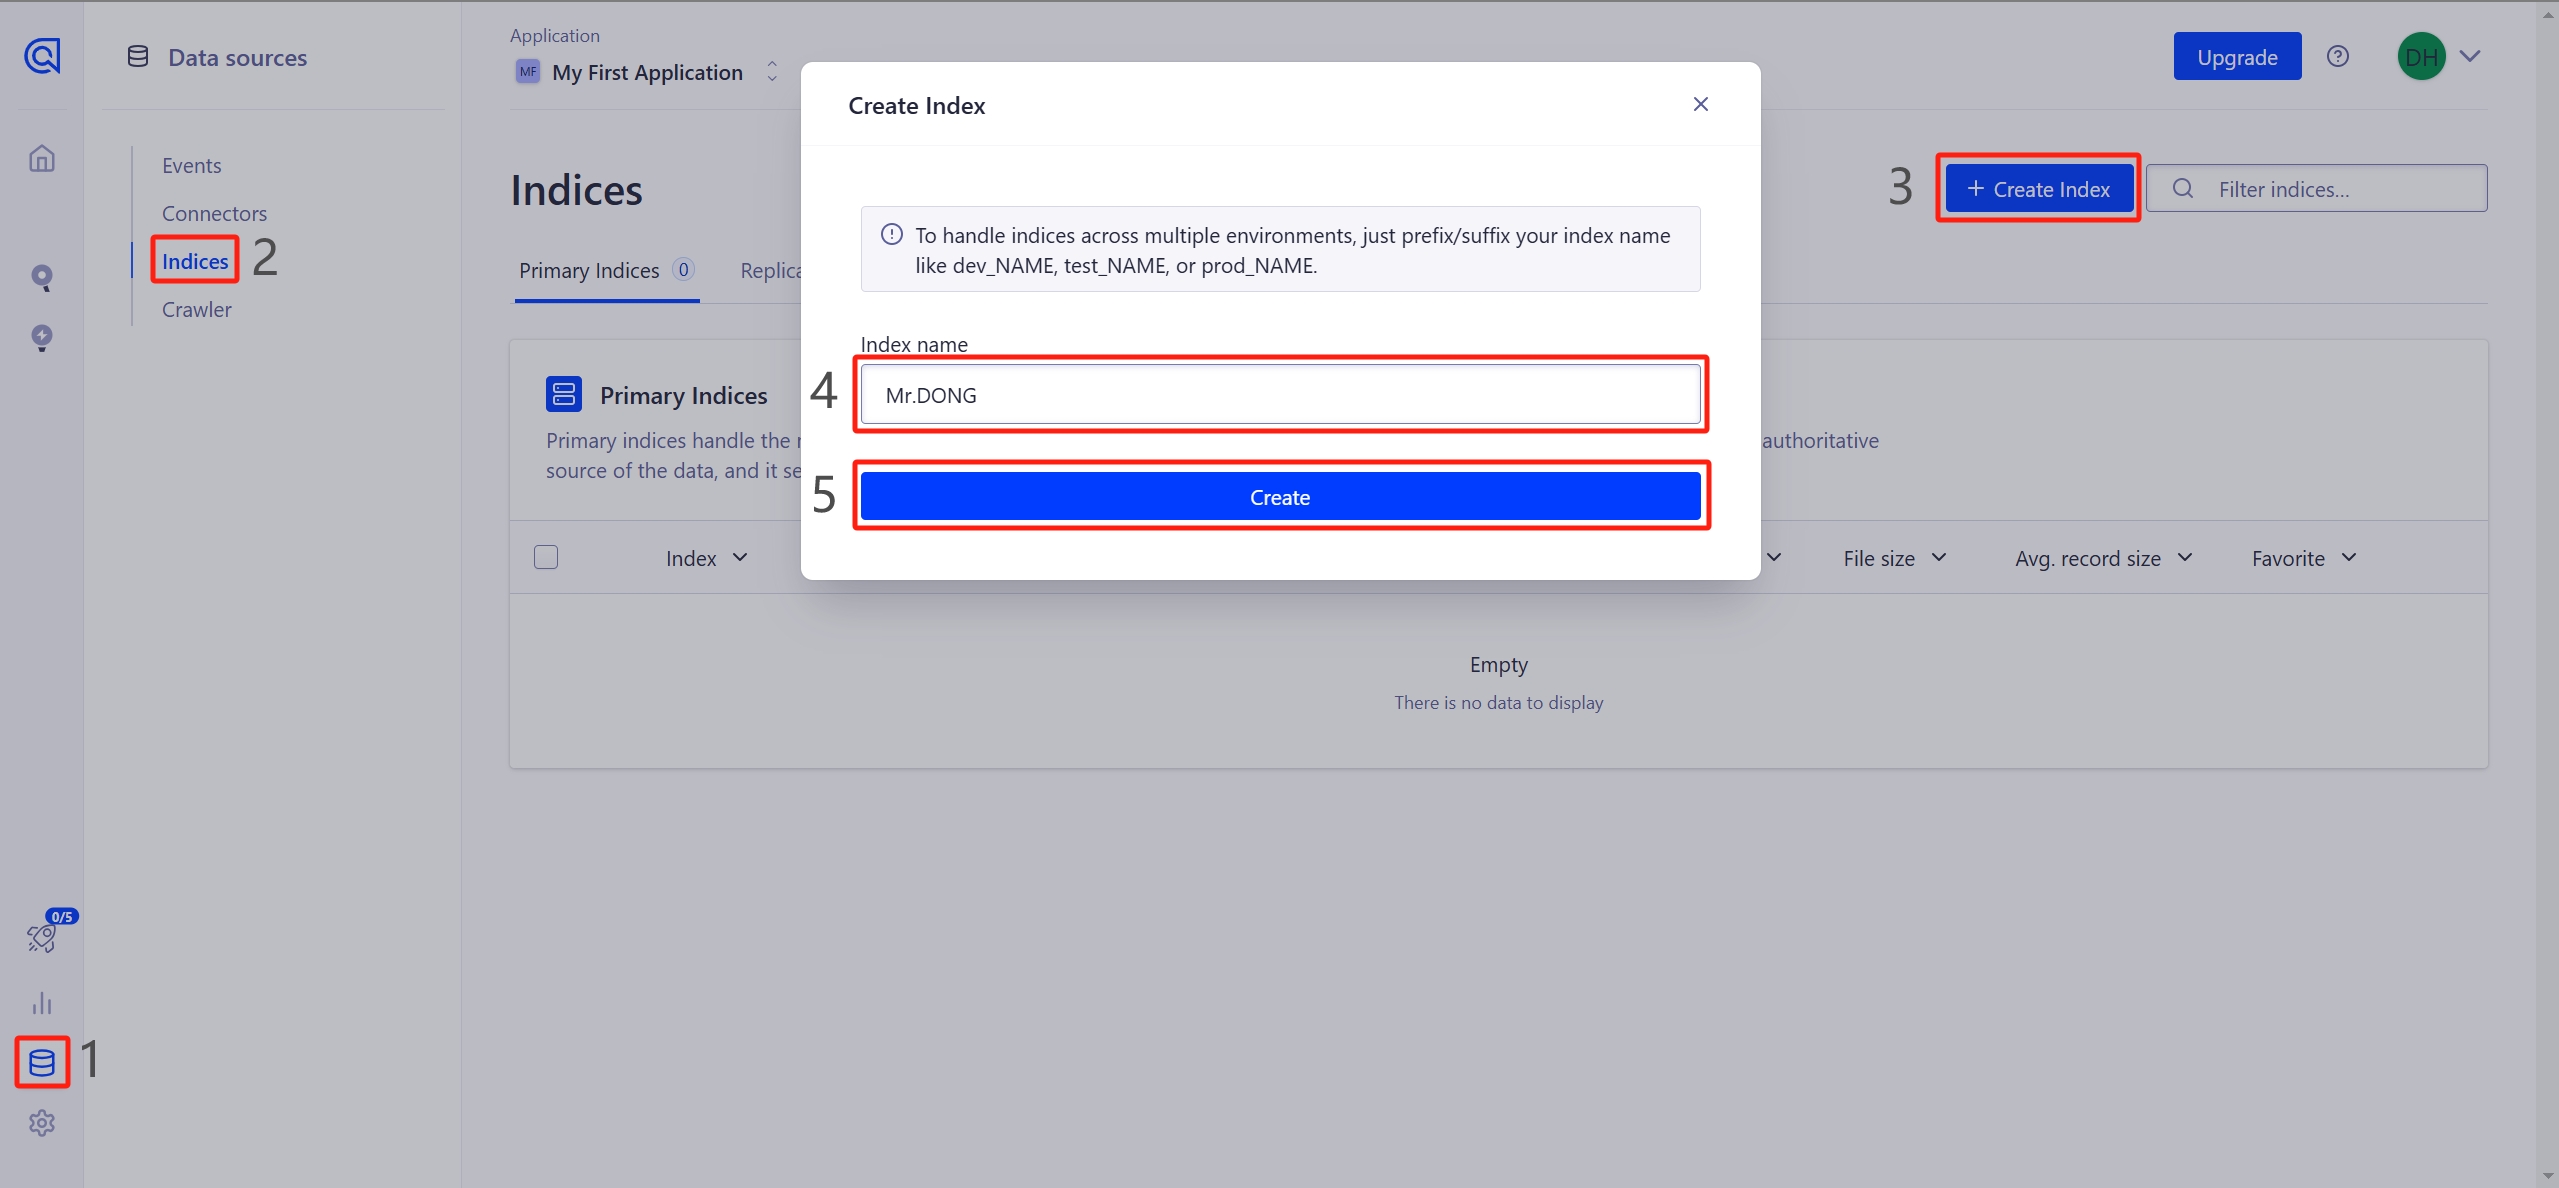 Data sources
Events
Connectors
Indices 2
Crawler
0/5
1
Application
MF My First Application
Upgrade
DH
Indices
3
+ Create Index
Filter indices...
Primary Indices 0
Replica
Primary Indices
Primary indices handle the
authoritative
source of the data, and it se
Index
File size
Avg. record size
Favorite
Empty
There is no data to display
Create Index
To handle indices across multiple environments, just prefix/suffix your index name
like dev_NAME, test_NAME, or prod_NAME.
Index name
4 Mr.DONG
5 Create